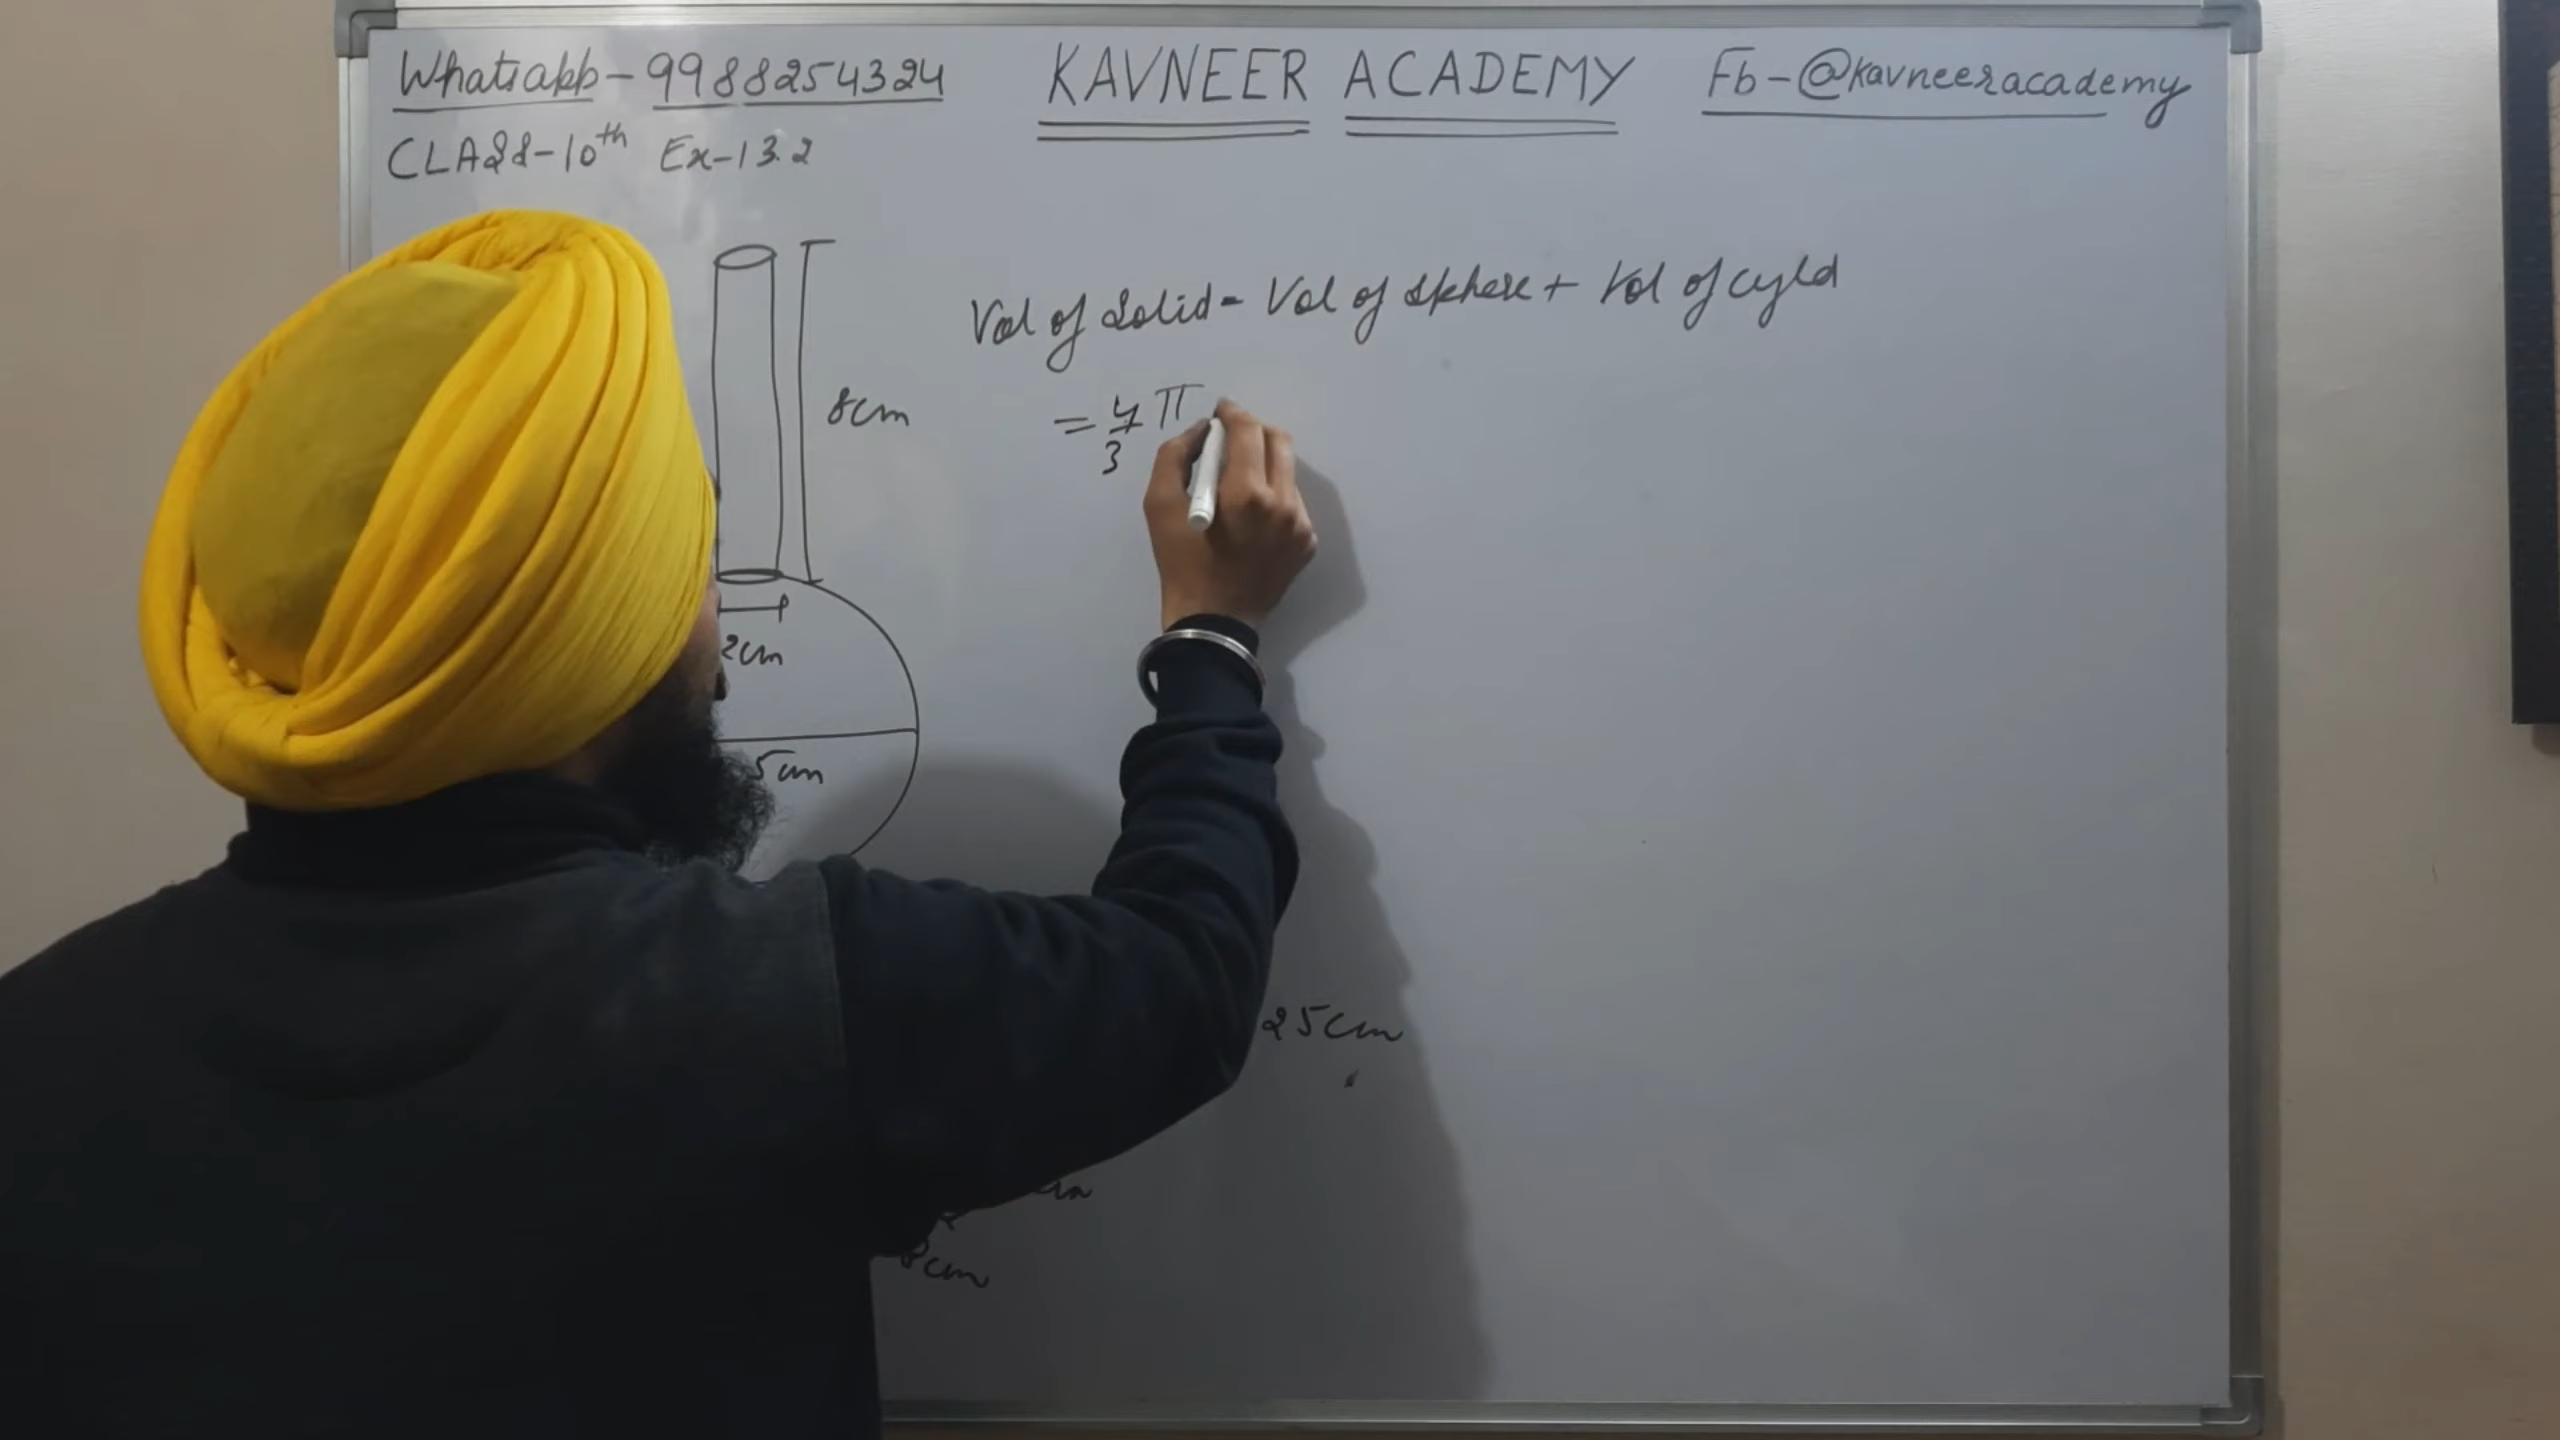 Whatsapp-9988254324 KAVNEER ACADEMY Fb-@kavneeracademy
CLASS-10th Ex-13.2
Vol of Solid = Vol of sphere + Vol of cyld
8cm
= 4/3 π
2cm
5cm
25cm
8cm